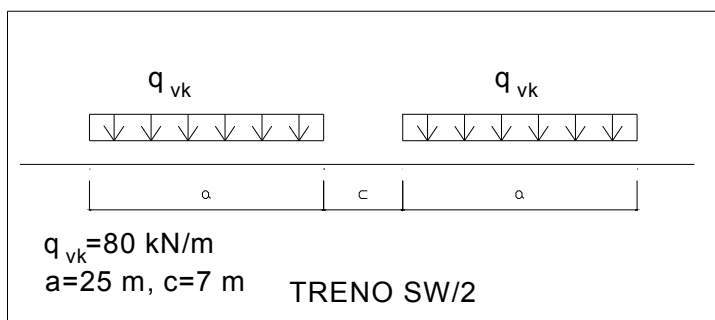 q vk q vk
a c a
q vk=80 kN/m
a=25 m, c=7 m TRENO SW/2